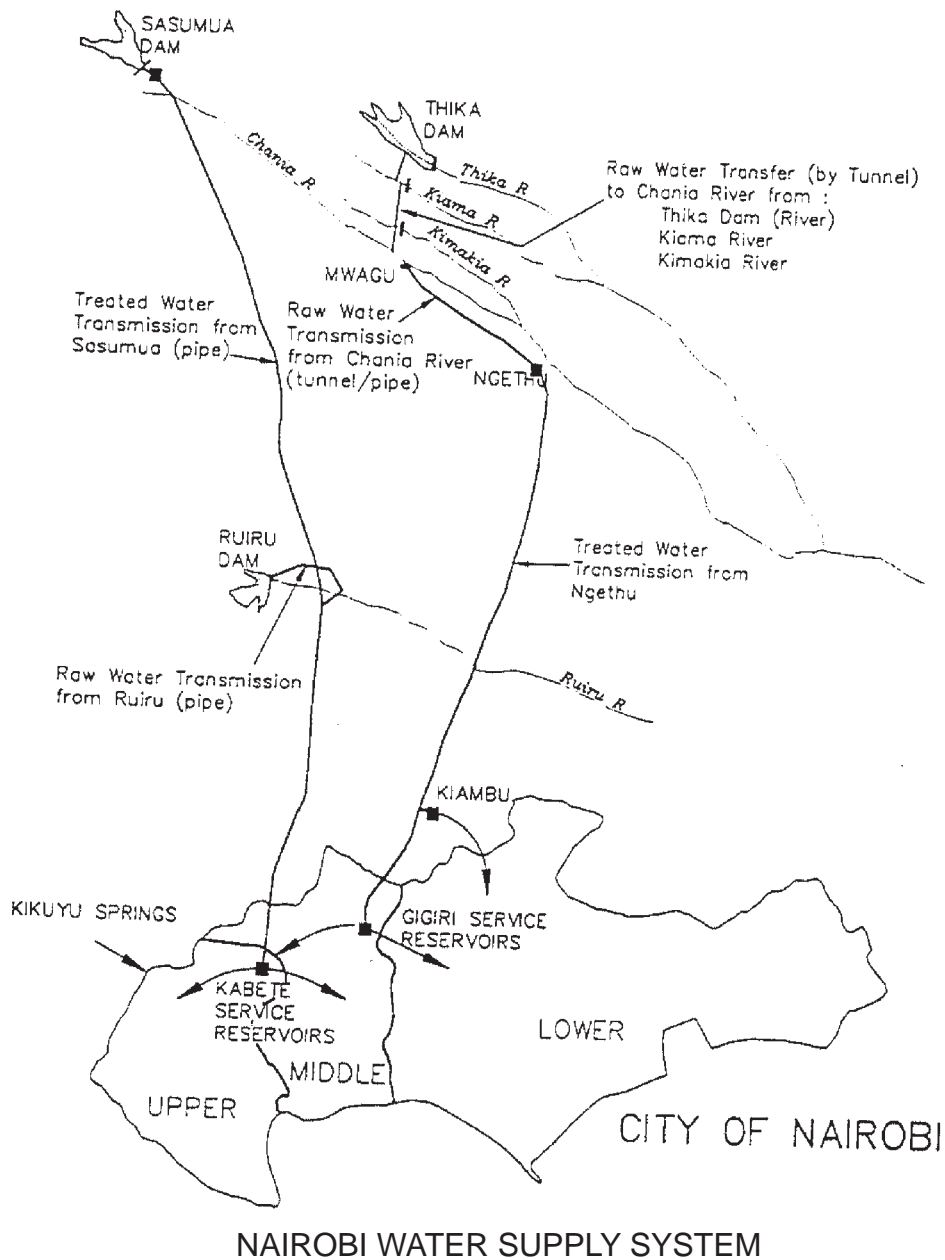 SASUMUA
DAM
THIKA
DAM
Chania R
Thika R
Kiama R
Kimakia R
Raw Water Transfer (by Tunnel)
to Chania River from :
Thika Dam (River)
Kiama River
Kimakia River
MWAGU
Treated Water
Transmission from
Sasumua (pipe)
Raw Water
Transmission
from Chania River
(tunnel/pipe)
NGETHU
RUIRU
DAM
Treated Water
Transmission from
Ngethu
Raw Water Transmission
from Ruiru (pipe)
Ruiru R
KIAMBU
KIKUYU SPRINGS
GIGIRI SERVICE
RESERVOIRS
KABETE
SERVICE
RESERVOIRS
LOWER
MIDDLE
UPPER
CITY OF NAIROBI
NAIROBI WATER SUPPLY SYSTEM